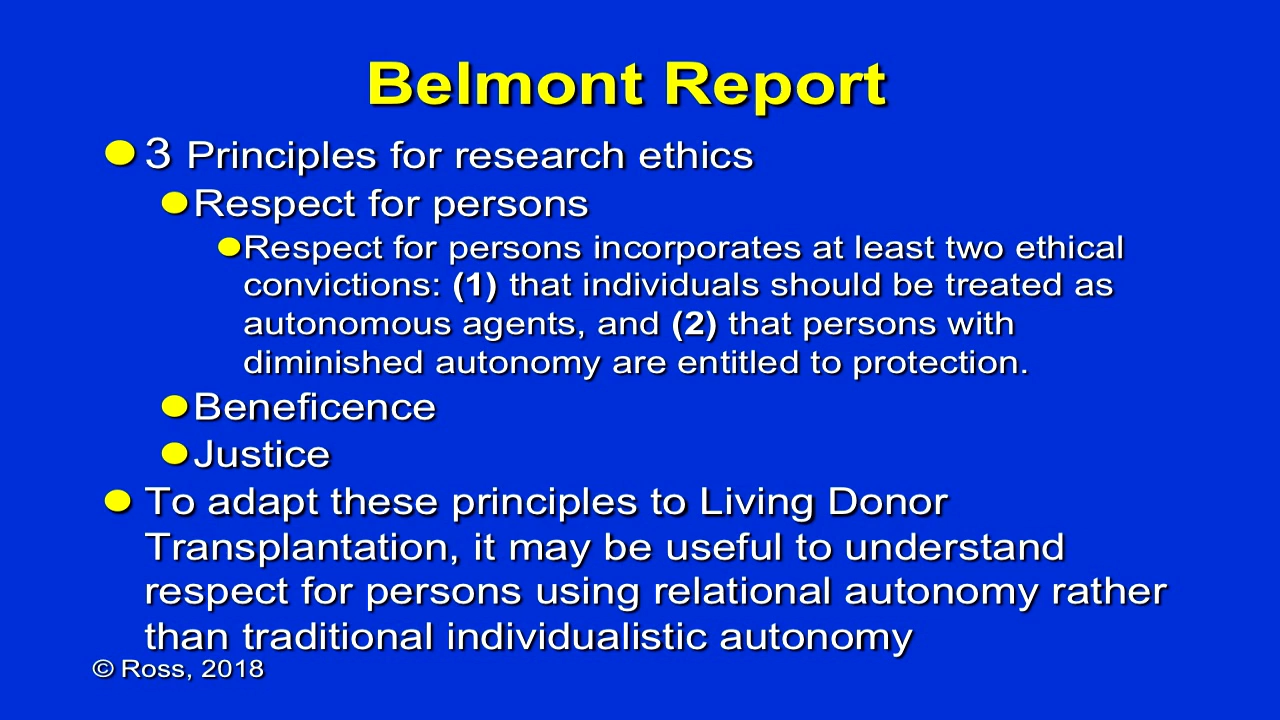 Belmont Report
3 Principles for research ethics
Respect for persons
Respect for persons incorporates at least two ethical
convictions: (1) that individuals should be treated as
autonomous agents, and (2) that persons with
diminished autonomy are entitled to protection.
Beneficence
Justice
To adapt these principles to Living Donor
Transplantation, it may be useful to understand
respect for persons using relational autonomy rather
than traditional individualistic autonomy
© Ross, 2018